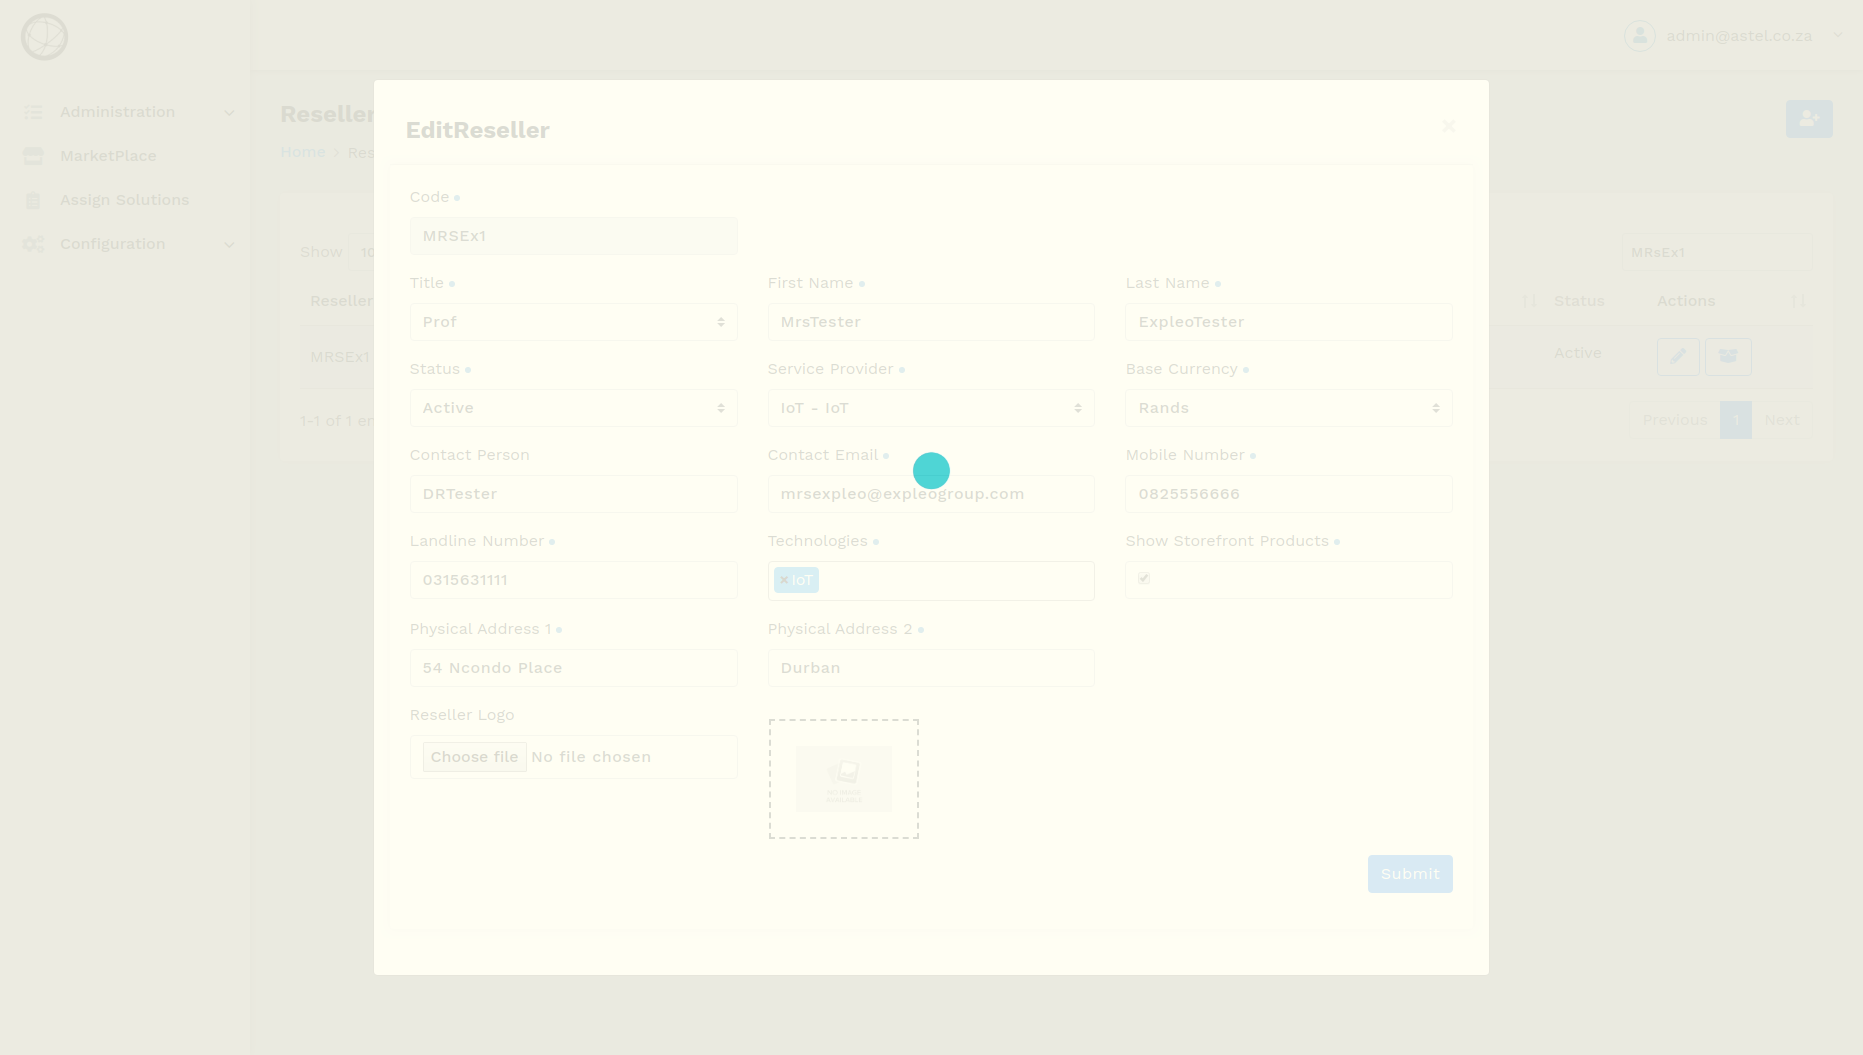 admin@astel.co.za
Administration
MarketPlace
Assign Solutions
Configuration
Reseller
Home › Res
Show 10
MRsEx1
Reseller
Status
Actions
MRSEx1
Active
1-1 of 1 en
Previous 1 Next
EditReseller
×
Code
MRSEx1
Title
First Name
Last Name
Prof
MrsTester
ExpleoTester
Status
Service Provider
Base Currency
Active
IoT - IoT
Rands
Contact Person
Contact Email
Mobile Number
DRTester
mrsexpleo@expleogroup.com
0825556666
Landline Number
Technologies
Show Storefront Products
0315631111
× IoT
Physical Address 1
Physical Address 2
54 Ncondo Place
Durban
Reseller Logo
Choose file No file chosen
NO IMAGE
AVAILABLE
Submit